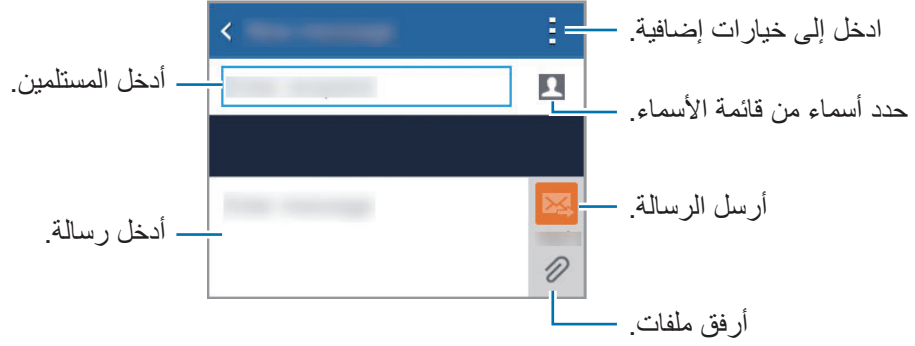 ادخل إلى خيارات إضافية.
أدخل المستلمين.
حدد أسماء من قائمة الأسماء.
أرسل الرسالة.
أدخل رسالة.
أرفق ملفات.